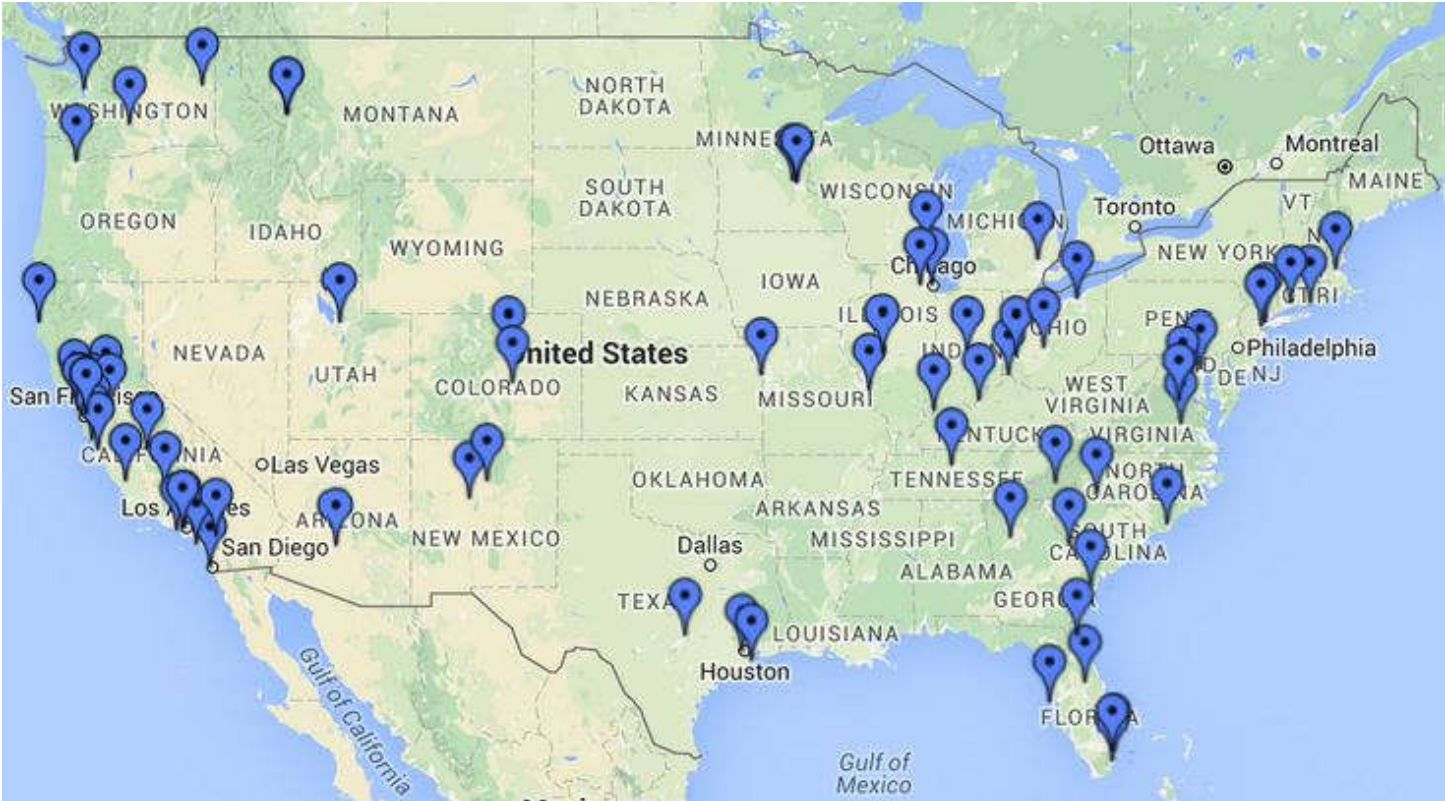 WASHINGTON
MONTANA
NORTH
DAKOTA
MINNESOTA
Ottawa
Montreal
MAINE
SOUTH
DAKOTA
WISCONSIN
MICHIGAN
Toronto
VT
OREGON
IDAHO
WYOMING
NEW YORK
N
Chicago
IOWA
NEBRASKA
ILLINOIS
CT RI
INDIANA
OHIO
PENN
Philadelphia
NEVADA
United States
UTAH
COLORADO
KANSAS
MISSOURI
WEST
VIRGINIA
D
DE
NJ
San Francisco
CALIFORNIA
Las Vegas
KENTUCKY
VIRGINIA
OKLAHOMA
TENNESSEE
NORTH
CAROLINA
Los Angeles
ARIZONA
NEW MEXICO
ARKANSAS
MISSISSIPPI
SOUTH
CAROLINA
San Diego
Dallas
ALABAMA
TEXAS
GEORGIA
LOUISIANA
Houston
Gulf of California
FLORIDA
Gulf of
Mexico